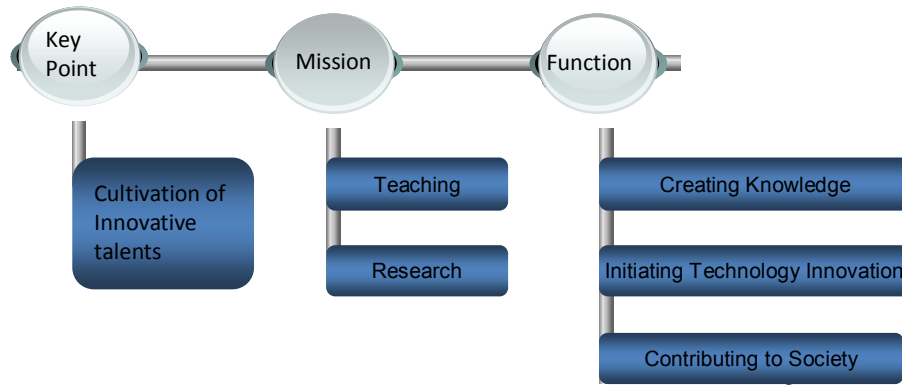 Key
Point
Mission
Function
Cultivation of
Innovative
talents
Teaching
Research
Creating Knowledge
Initiating Technology Innovation
Contributing to Society